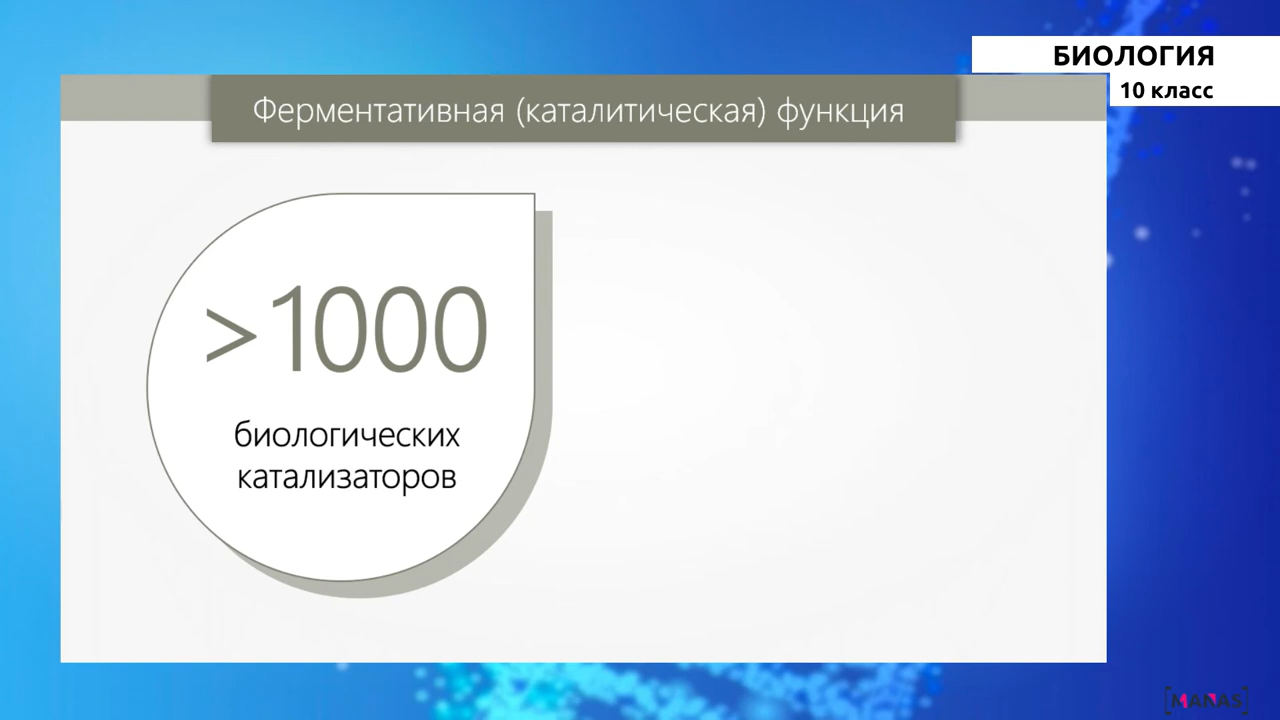 БИОЛОГИЯ
10 класс
Ферментативная (каталитическая) функция
>1000
биологических
катализаторов
[MANAS]